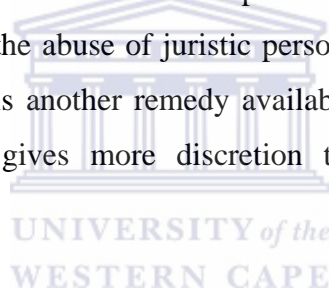 the abuse of juristic perso
s another remedy availab
gives more discretion t
UNIVERSITY of the
WESTERN CAPE